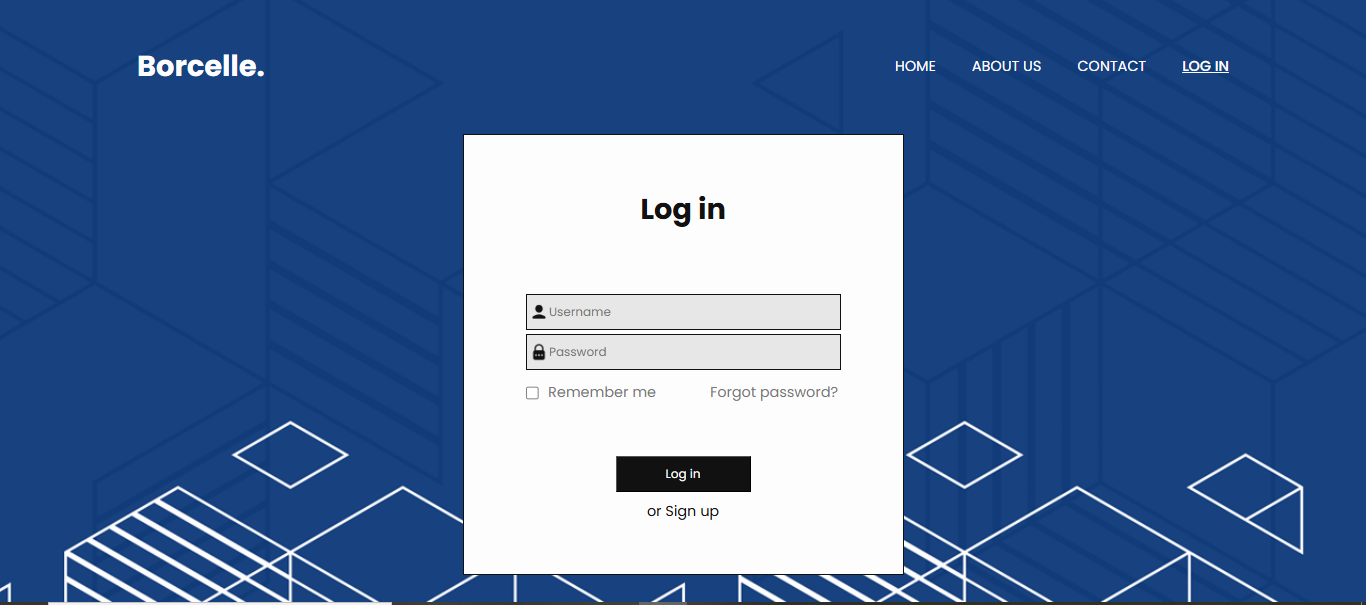 Borcelle.
HOME ABOUT US CONTACT LOG IN
Log in
Username
Password
Remember me Forgot password?
Log in
or Sign up